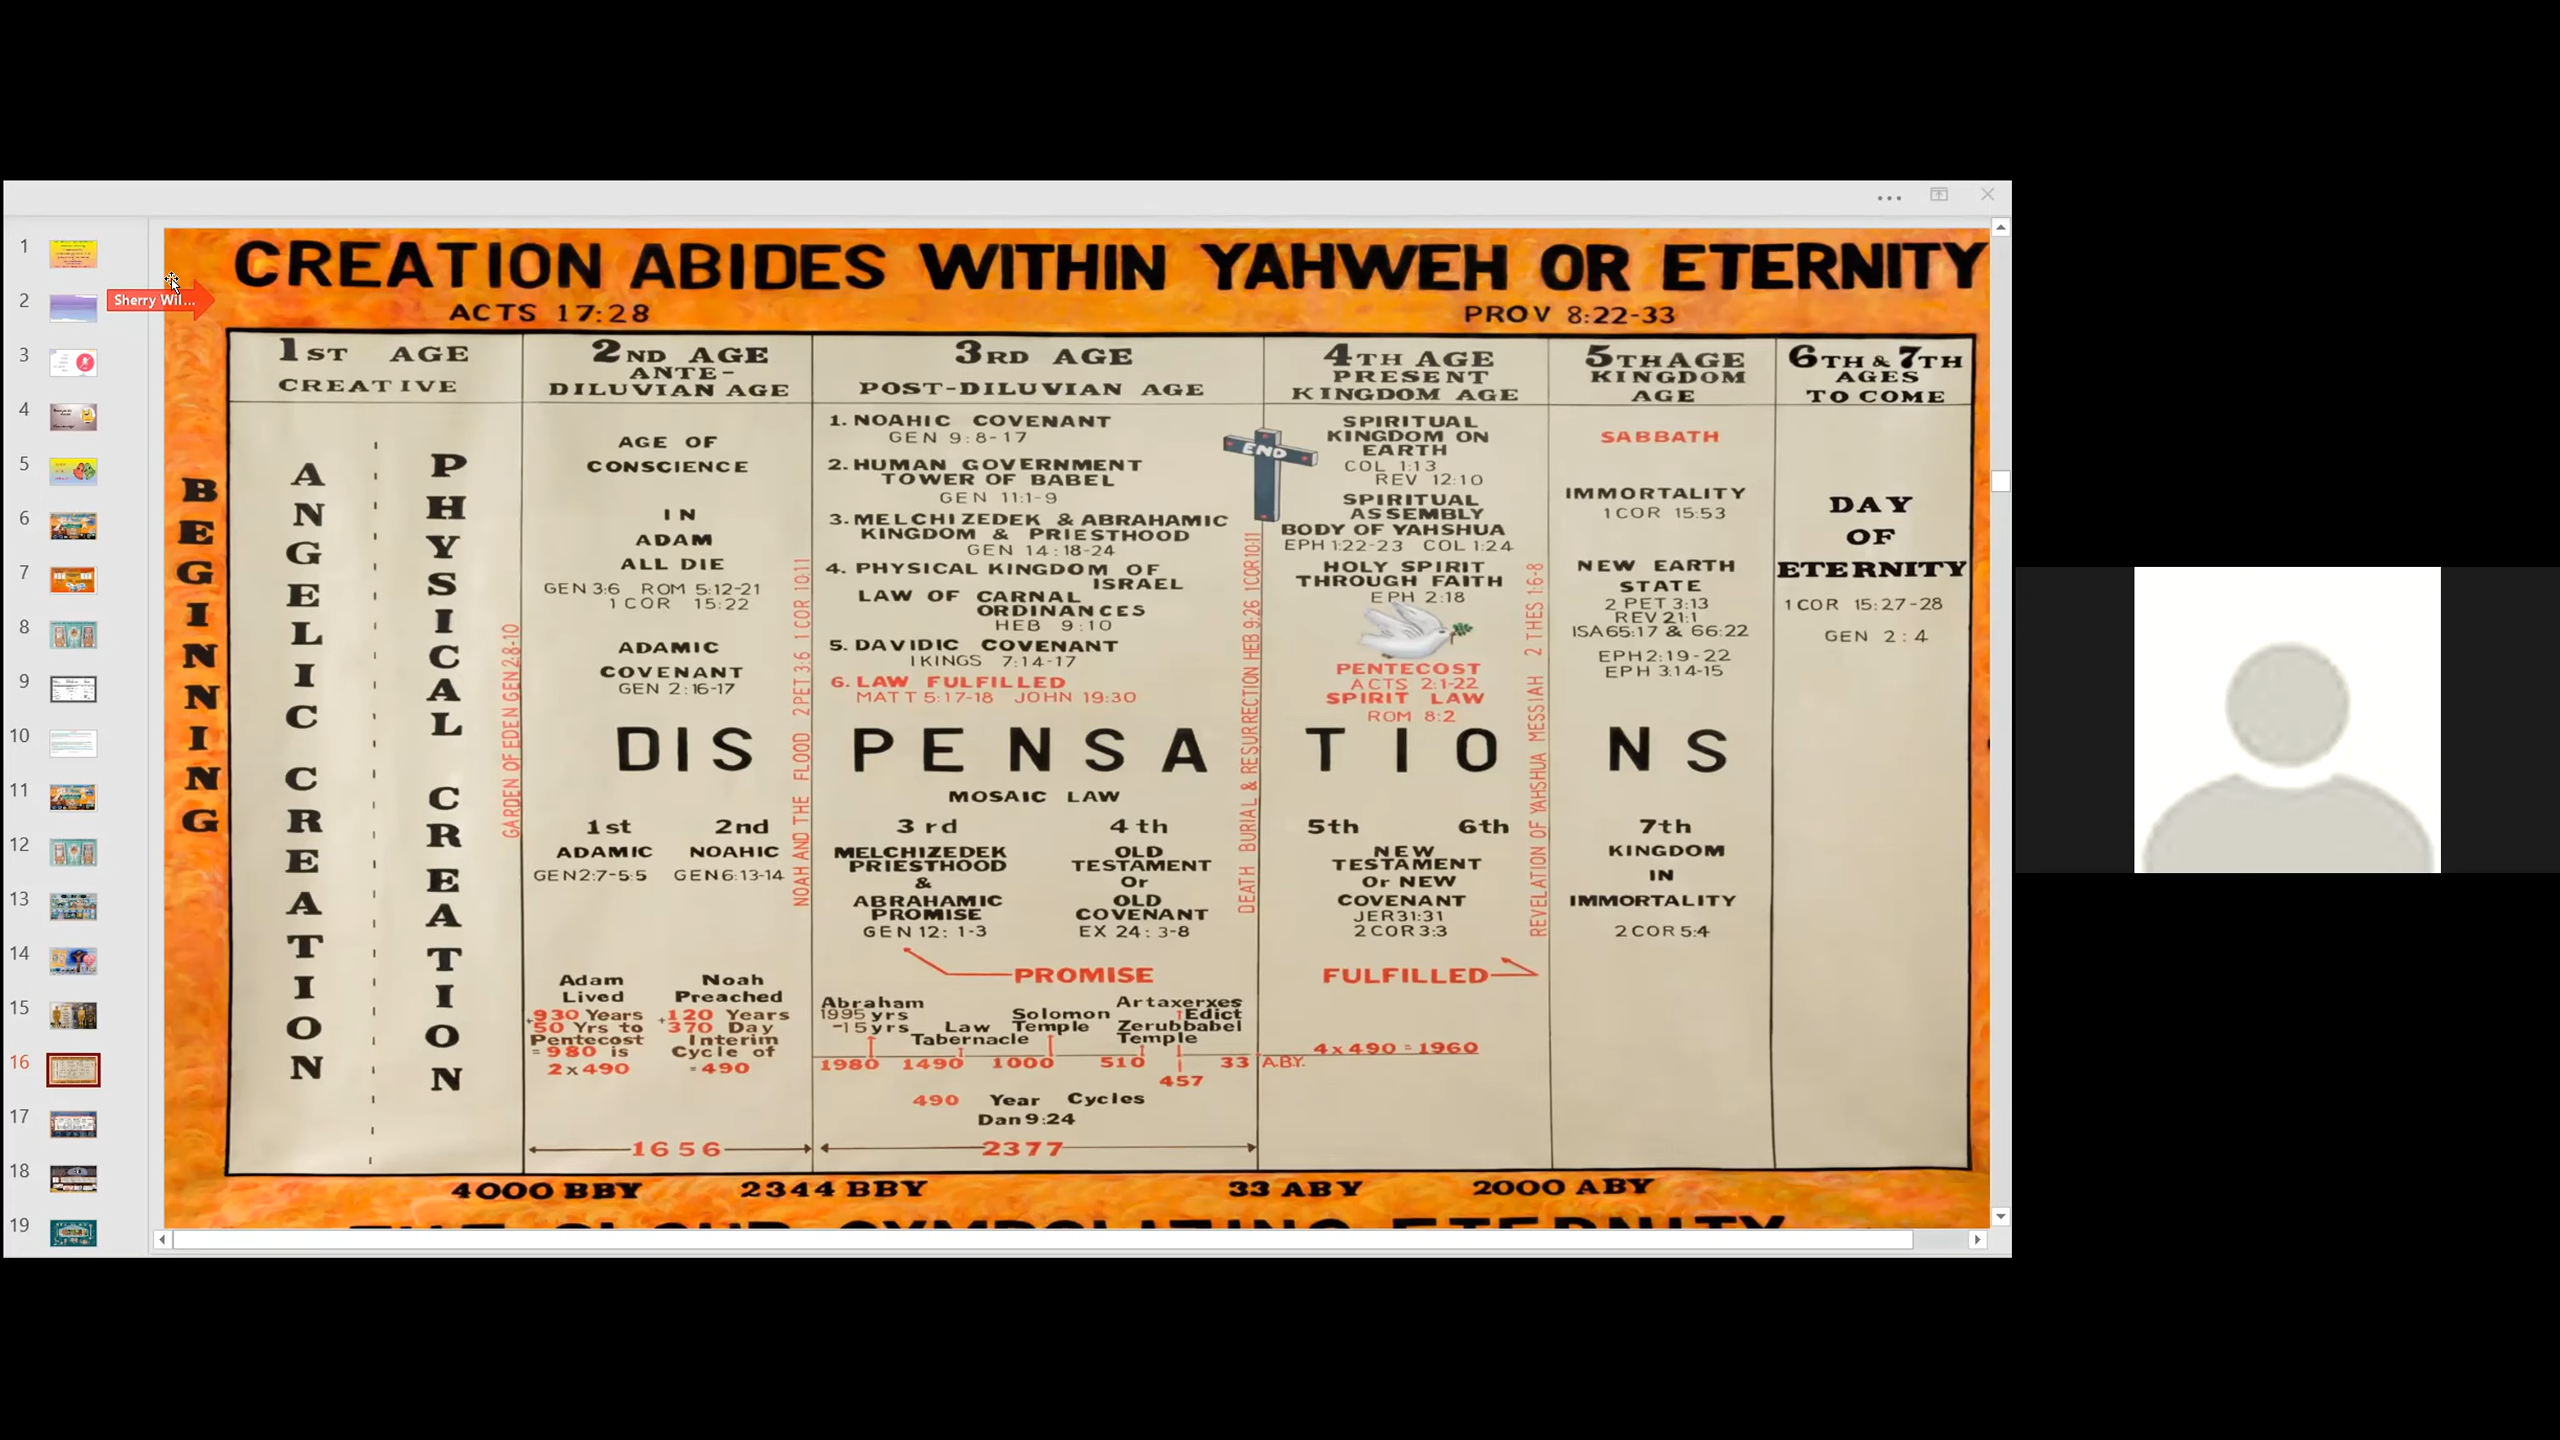 CREATION ABIDES WITHIN YAHWEH OR ETERNITY
ACTS 17:28
PROV 8:22-33
1
2
3
4
5
6
7
8
9
10
11
12
13
14
15
16
17
18
19
Sherry Wil...
BEGINNING
1ST AGE
CREATIVE
ANGELIC CREATION
PHYSICAL CREATION
GARDEN OF EDEN GEN 2:8-10
2ND AGE
ANTE-
DILUVIAN AGE
AGE OF
CONSCIENCE
IN
ADAM
ALL DIE
GEN 3:6 ROM 5:12-21
1 COR 15:22
ADAMIC
COVENANT
GEN 2:16-17
NOAH AND THE FLOOD 2 PET 3:6 1 COR 10:11
3RD AGE
POST-DILUVIAN AGE
1. NOAHIC COVENANT
GEN 9:8-17
2. HUMAN GOVERNMENT
TOWER OF BABEL
GEN 11:1-9
3. MELCHIZEDEK & ABRAHAMIC
KINGDOM & PRIESTHOOD
GEN 14:18-24
4. PHYSICAL KINGDOM OF
ISRAEL
LAW OF CARNAL
ORDINANCES
HEB 9:10
5. DAVIDIC COVENANT
I KINGS 7:14-17
6. LAW FULFILLED
MATT 5:17-18 JOHN 19:30
END
DEATH BURIAL & RESURRECTION HEB 9:26 1 COR 10:11
4TH AGE
PRESENT
KINGDOM AGE
SPIRITUAL
KINGDOM ON
EARTH
COL 1:13
REV 12:10
SPIRITUAL
ASSEMBLY
BODY OF YAHSHUA
EPH 1:22-23 COL 1:24
HOLY SPIRIT
THROUGH FAITH
EPH 2:18
PENTECOST
ACTS 2:1-22
SPIRIT LAW
ROM 8:2
REVELATION OF YAHSHUA MESSIAH 2 THES 1:6-8
5TH AGE
KINGDOM
AGE
SABBATH
IMMORTALITY
1 COR 15:53
NEW EARTH
STATE
2 PET 3:13
REV 21:1
ISA 65:17 & 66:22
EPH 2:19-22
EPH 3:14-15
6TH & 7TH
AGES
TO COME
DAY
OF
ETERNITY
1 COR 15:27-28
GEN 2:4
DISPENSATIONS
MOSAIC LAW
1st
ADAMIC
GEN 2:7-5:5
2nd
NOAHIC
GEN 6:13-14
3rd
MELCHIZEDEK
PRIESTHOOD
&
ABRAHAMIC
PROMISE
GEN 12:1-3
4th
OLD
TESTAMENT
Or
OLD
COVENANT
EX 24:3-8
5th 6th
NEW
TESTAMENT
Or NEW
COVENANT
JER 31:31
2 COR 3:3
7th
KINGDOM
IN
IMMORTALITY
2 COR 5:4
PROMISE
FULFILLED
Adam
Lived
+930 Years
50 Yrs to
Pentecost
=980 is
2x490
Noah
Preached
+120 Years
370 Day
Interim
Cycle of
=490
Abraham
1995 yrs
-15 yrs
Law
Tabernacle
Solomon
Temple
Artaxerxes
Edict
Zerubbabel
Temple
1980 1490 1000 510 457 33 A.B.Y.
4x490=1960
490 Year Cycles
Dan 9:24
1656
2377
4000 BBY 2344 BBY 33 ABY 2000 ABY